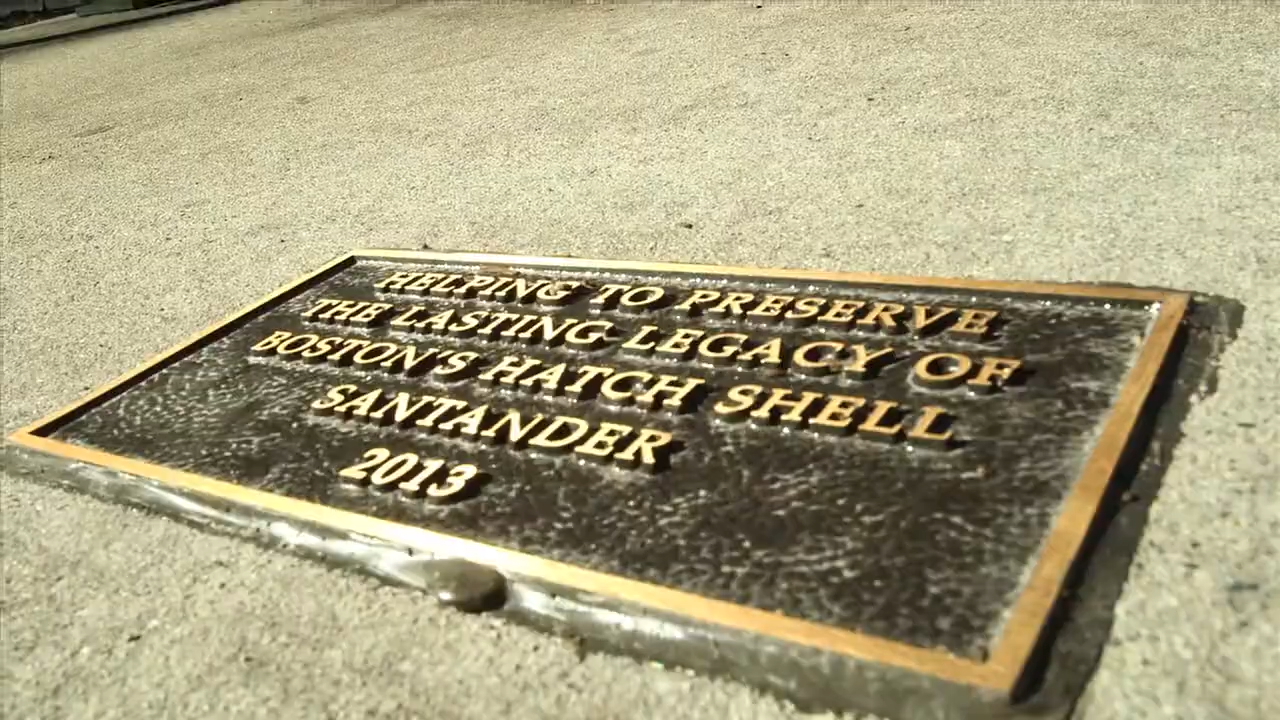 HELPING TO PRESERVE
THE LASTING LEGACY OF
BOSTON'S HATCH SHELL
SANTANDER
2013